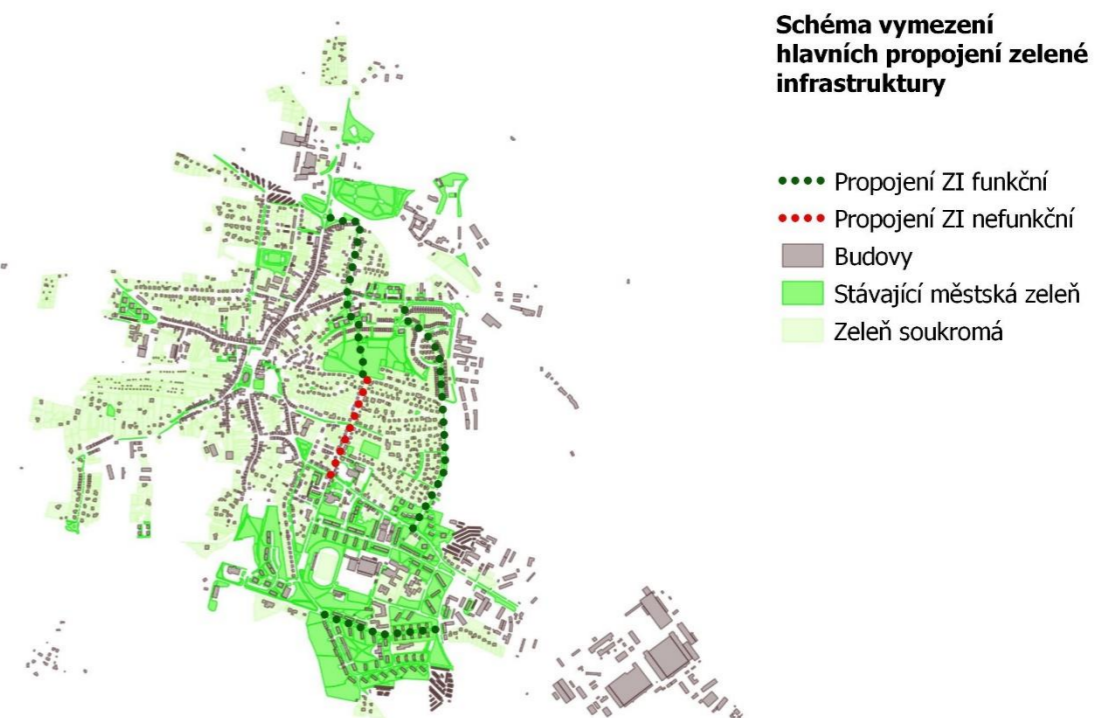 Schéma vymezení
hlavních propojení zelené
infrastruktury
Propojení ZI funkční
Propojení ZI nefunkční
Budovy
Stávající městská zeleň
Zeleň soukromá